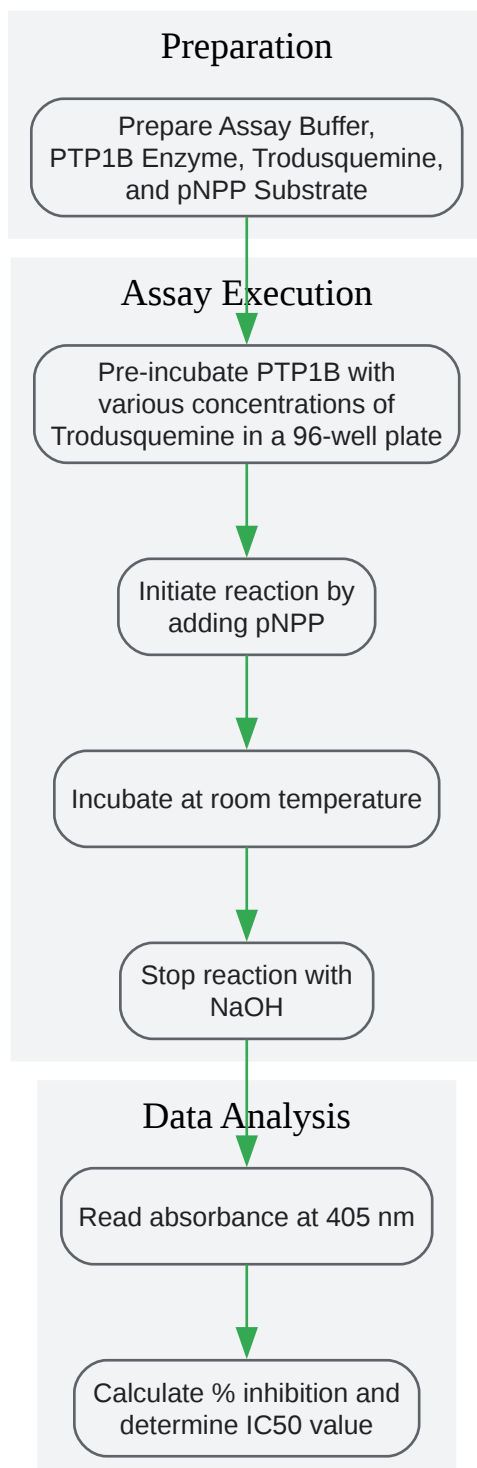 Preparation
Prepare Assay Buffer,
PTP1B Enzyme, Trodusquemine,
and pNPP Substrate
Assay Execution
Pre-incubate PTP1B with
various concentrations of
Trodusquemine in a 96-well plate
Initiate reaction by
adding pNPP
Incubate at room temperature
Stop reaction with
NaOH
Data Analysis
Read absorbance at 405 nm
Calculate % inhibition and
determine IC50 value